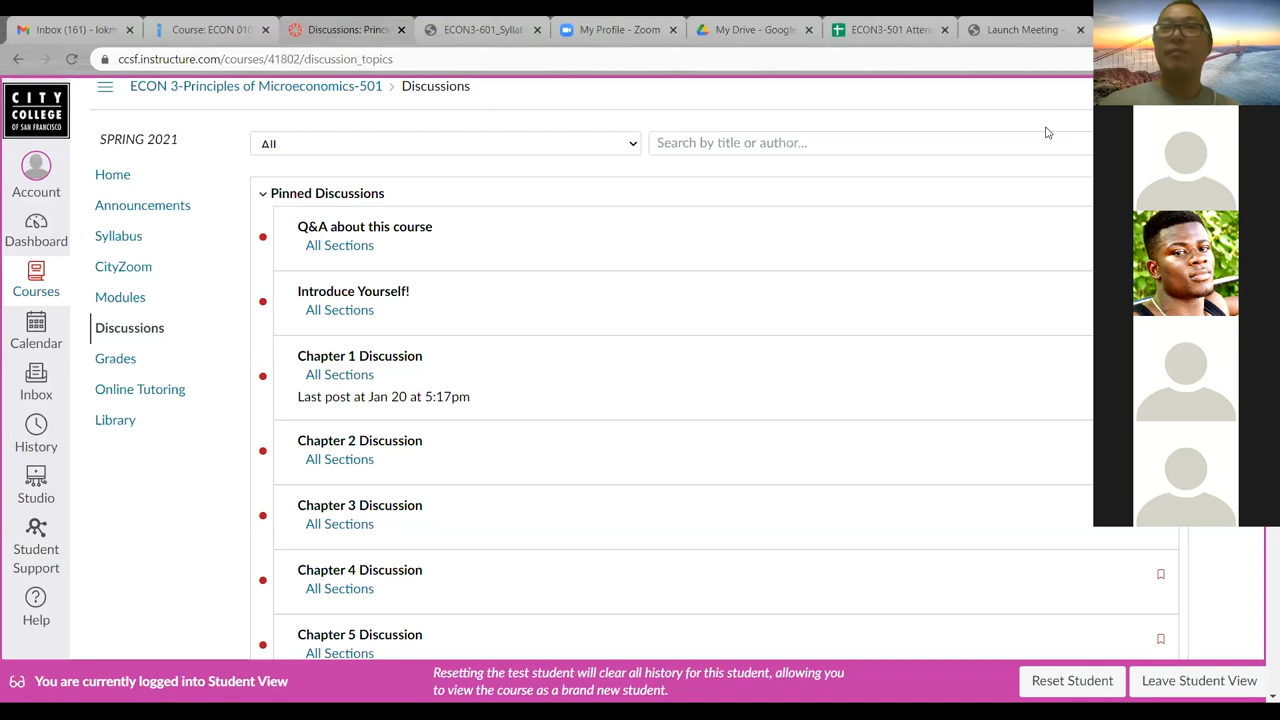 Inbox (161) - lokm
Course: ECON 010
Discussions: Princ
ECON3-501 Syllab
My Profile - Zoom
My Drive - Google
ECON3-501 Atten
Launch Meeting -
ccsf.instructure.com/courses/41802/discussion_topics
CITY
COLLEGE
OF SAN FRANCISCO
ECON 3-Principles of Microeconomics-501 > Discussions
SPRING 2021
All
Search by title or author...
Account
Dashboard
Courses
Calendar
Inbox
History
Studio
Student
Support
Help
Home
Announcements
Syllabus
CityZoom
Modules
Discussions
Grades
Online Tutoring
Library
Pinned Discussions
Q&A about this course
All Sections
Introduce Yourself!
All Sections
Chapter 1 Discussion
All Sections
Last post at Jan 20 at 5:17pm
Chapter 2 Discussion
All Sections
Chapter 3 Discussion
All Sections
Chapter 4 Discussion
All Sections
Chapter 5 Discussion
All Sections
You are currently logged into Student View
Resetting the test student will clear all history for this student, allowing you
to view the course as a brand new student.
Reset Student
Leave Student View